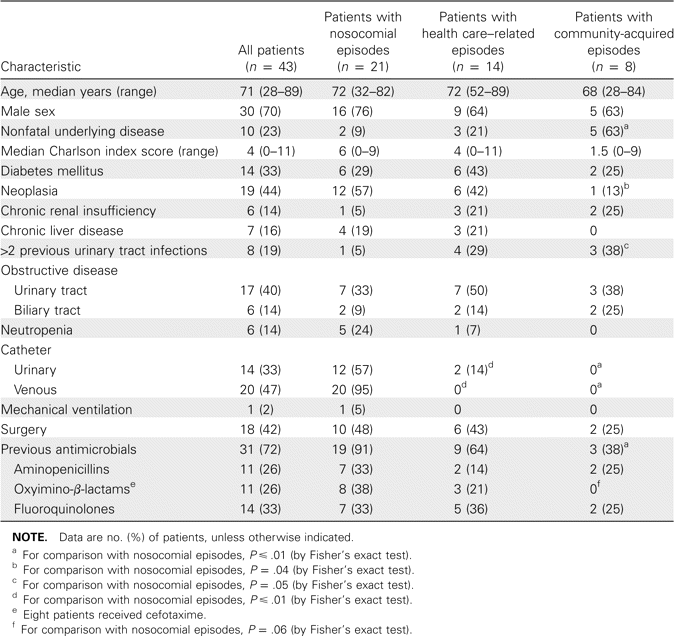 Characteristic All patients (n = 43) Patients with nosocomial episodes (n = 21) Patients with health care–related episodes (n = 14) Patients with community-acquired episodes (n = 8)
Age, median years (range) 71 (28–89) 72 (32–82) 72 (52–89) 68 (28–84)
Male sex 30 (70) 16 (76) 9 (64) 5 (63)
Nonfatal underlying disease 10 (23) 2 (9) 3 (21) 5 (63)a
Median Charlson index score (range) 4 (0–11) 6 (0–9) 4 (0–11) 1.5 (0–9)
Diabetes mellitus 14 (33) 6 (29) 6 (43) 2 (25)
Neoplasia 19 (44) 12 (57) 6 (42) 1 (13)b
Chronic renal insufficiency 6 (14) 1 (5) 3 (21) 2 (25)
Chronic liver disease 7 (16) 4 (19) 3 (21) 0
>2 previous urinary tract infections 8 (19) 1 (5) 4 (29) 3 (38)c
Obstructive disease
Urinary tract 17 (40) 7 (33) 7 (50) 3 (38)
Biliary tract 6 (14) 2 (9) 2 (14) 2 (25)
Neutropenia 6 (14) 5 (24) 1 (7) 0
Catheter
Urinary 14 (33) 12 (57) 2 (14)d 0a
Venous 20 (47) 20 (95) 0d 0a
Mechanical ventilation 1 (2) 1 (5) 0 0
Surgery 18 (42) 10 (48) 6 (43) 2 (25)
Previous antimicrobials 31 (72) 19 (91) 9 (64) 3 (38)a
Aminopenicillins 11 (26) 7 (33) 2 (14) 2 (25)
Oxyimino-β-lactamse 11 (26) 8 (38) 3 (21) 0f
Fluoroquinolones 14 (33) 7 (33) 5 (36) 2 (25)
NOTE. Data are no. (%) of patients, unless otherwise indicated.
a For comparison with nosocomial episodes, P ≤ .01 (by Fisher's exact test).
b For comparison with nosocomial episodes, P = .04 (by Fisher's exact test).
c For comparison with nosocomial episodes, P = .05 (by Fisher's exact test).
d For comparison with nosocomial episodes, P ≤ .01 (by Fisher's exact test).
e Eight patients received cefotaxime.
f For comparison with nosocomial episodes, P = .06 (by Fisher's exact test).